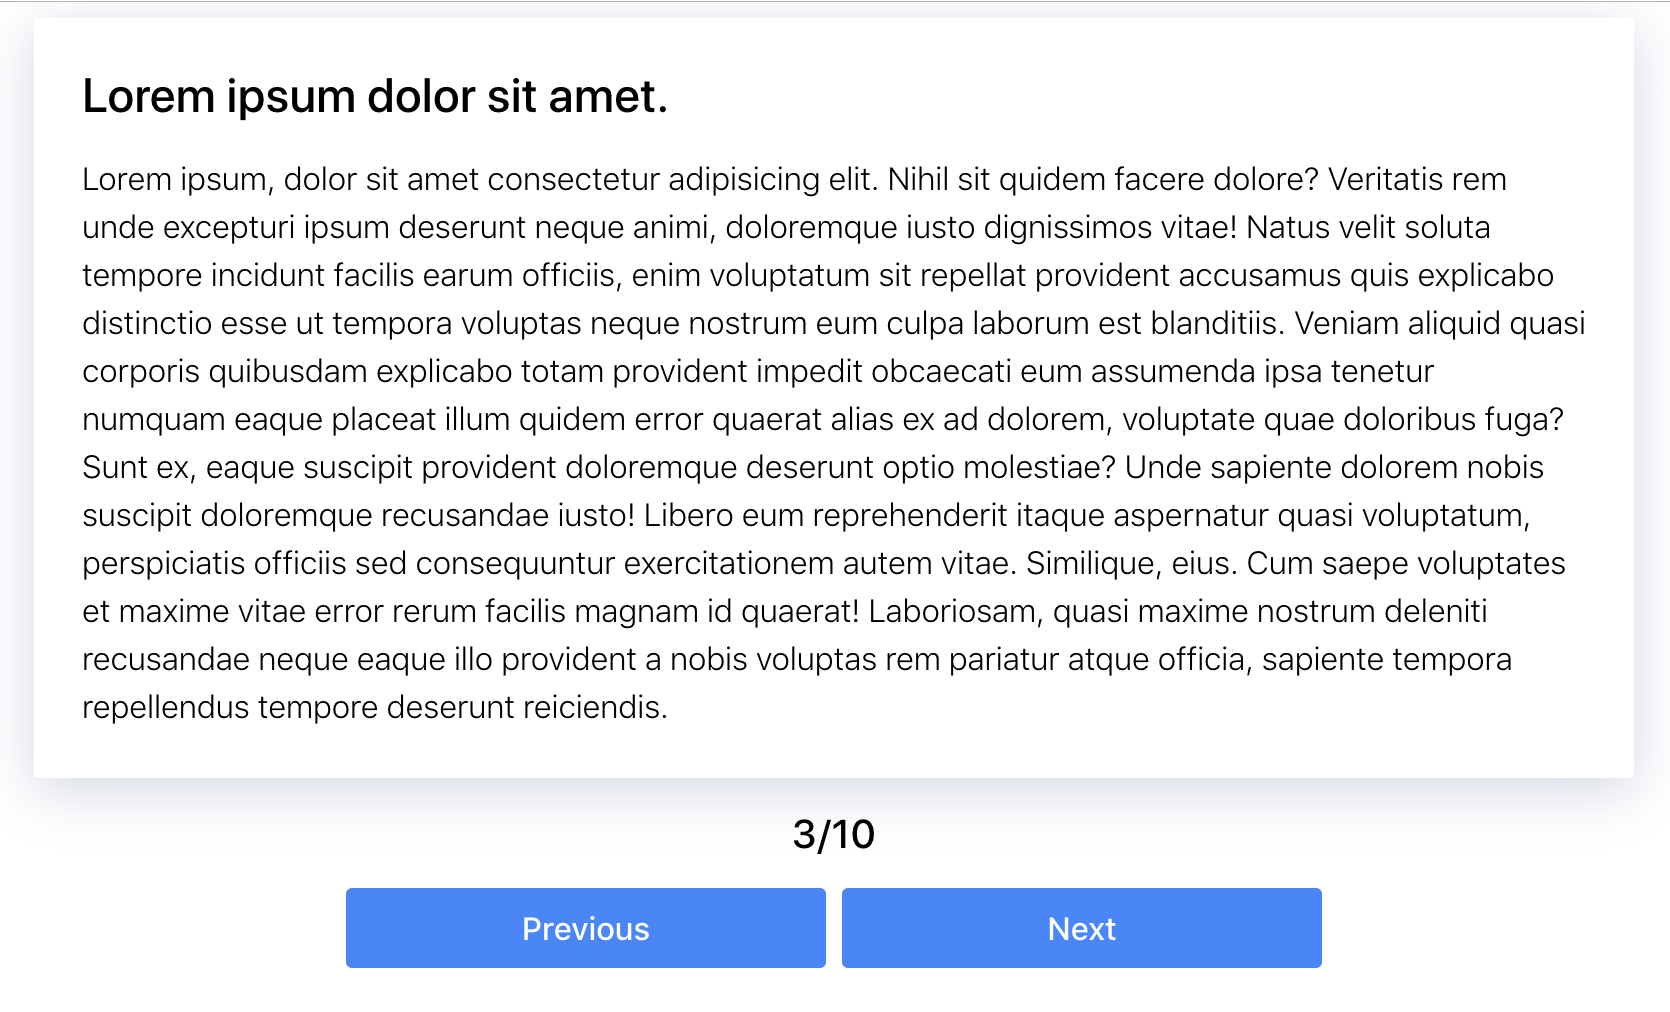 Lorem ipsum dolor sit amet.
Lorem ipsum, dolor sit amet consectetur adipisicing elit. Nihil sit quidem facere dolore? Veritatis rem
unde excepturi ipsum deserunt neque animi, doloremque iusto dignissimos vitae! Natus velit soluta
tempore incidunt facilis earum officiis, enim voluptatum sit repellat provident accusamus quis explicabo
distinctio esse ut tempora voluptas neque nostrum eum culpa laborum est blanditiis. Veniam aliquid quasi
corporis quibusdam explicabo totam provident impedit obcaecati eum assumenda ipsa tenetur
numquam eaque placeat illum quidem error quaerat alias ex ad dolorem, voluptate quae doloribus fuga?
Sunt ex, eaque suscipit provident doloremque deserunt optio molestiae? Unde sapiente dolorem nobis
suscipit doloremque recusandae iusto! Libero eum reprehenderit itaque aspernatur quasi voluptatum,
perspiciatis officiis sed consequuntur exercitationem autem vitae. Similique, eius. Cum saepe voluptates
et maxime vitae error rerum facilis magnam id quaerat! Laboriosam, quasi maxime nostrum deleniti
recusandae neque eaque illo provident a nobis voluptas rem pariatur atque officia, sapiente tempora
repellendus tempore deserunt reiciendis.
3/10
Previous
Next